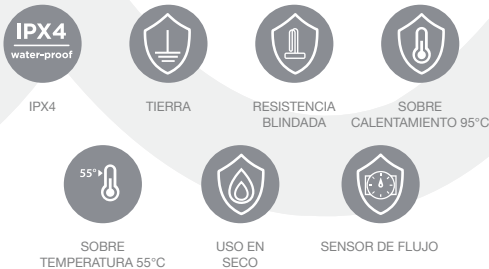 IPX4
water-proof
IPX4
TIERRA
RESISTENCIA
BLINDADA
SOBRE
CALENTAMIENTO 95°C
55°
SOBRE
TEMPERATURA 55°C
USO EN
SECO
SENSOR DE FLUJO